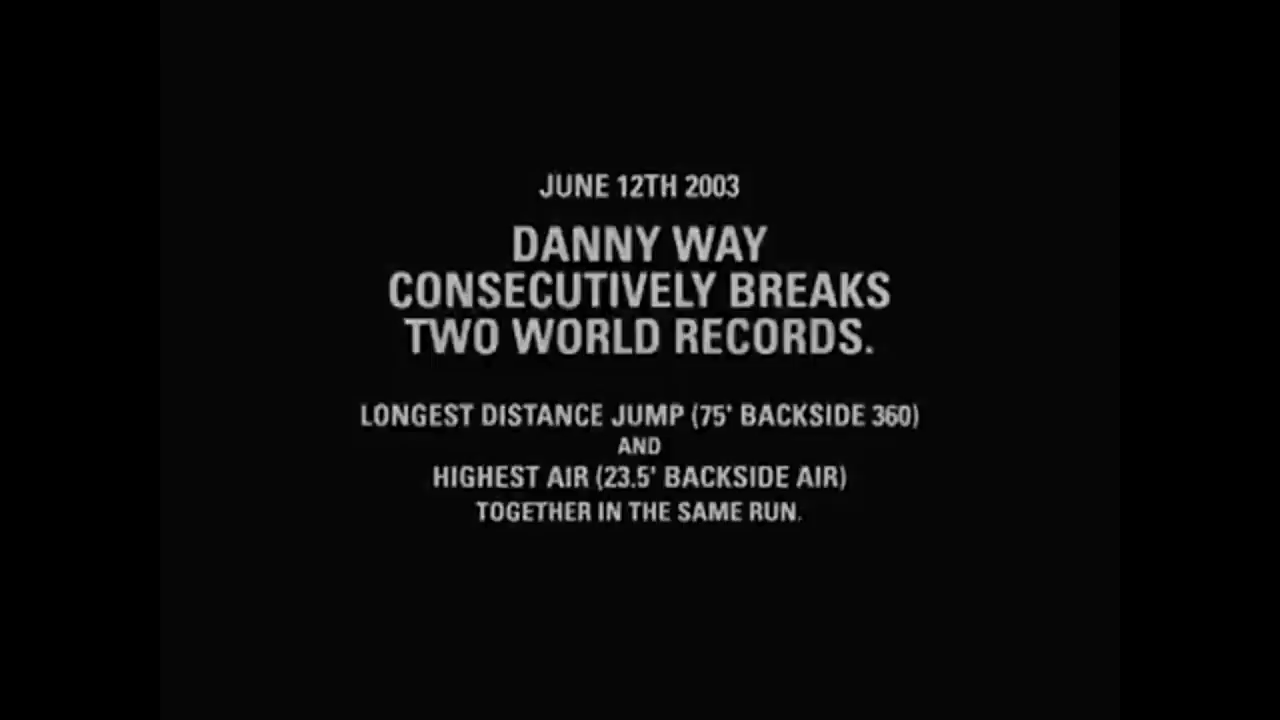 JUNE 12TH 2003
DANNY WAY
CONSECUTIVELY BREAKS
TWO WORLD RECORDS.
LONGEST DISTANCE JUMP (75' BACKSIDE 360)
AND
HIGHEST AIR (23.5' BACKSIDE AIR)
TOGETHER IN THE SAME RUN.